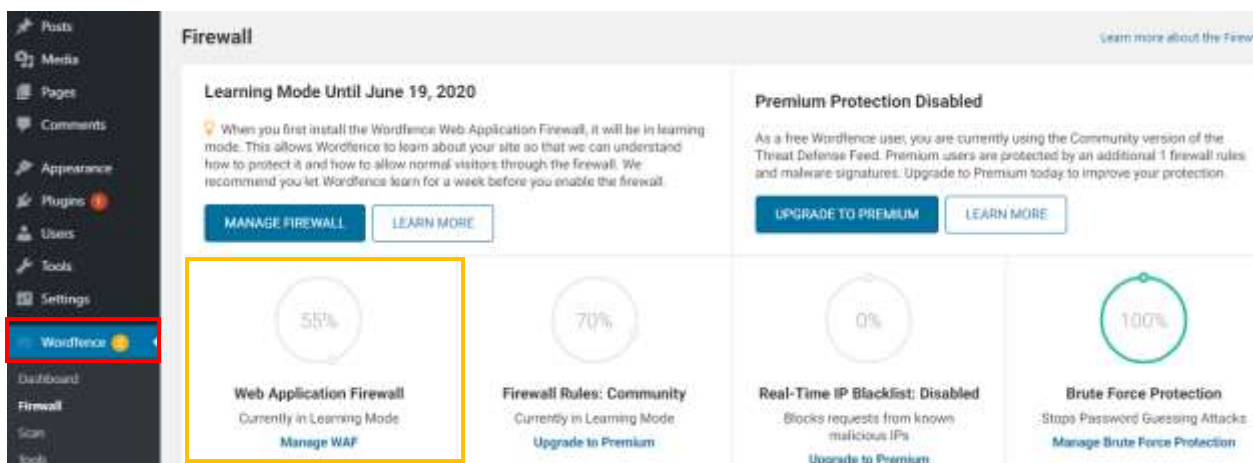 Posts
Media
Pages
Comments
Appearance
Plugins
Users
Tools
Settings
Wordfence
Dashboard
Firewall
Scan
Tools
Firewall
Learn more about the Firew
Learning Mode Until June 19, 2020
When you first install the Wordfence Web Application Firewall, it will be in learning
mode. This allows Wordfence to learn about your site so that we can understand
how to protect it and how to allow normal visitors through the firewall. We
recommend you let Wordfence learn for a week before you enable the firewall.
MANAGE FIREWALL
LEARN MORE
Premium Protection Disabled
As a free Wordfence user, you are currently using the Community version of the
Threat Defense Feed. Premium users are protected by an additional 1 firewall rules
and malware signatures. Upgrade to Premium today to improve your protection.
UPGRADE TO PREMIUM
LEARN MORE
55%
Web Application Firewall
Currently in Learning Mode
Manage WAF
70%
Firewall Rules: Community
Currently in Learning Mode
Upgrade to Premium
0%
Real-Time IP Blacklist: Disabled
Blocks requests from known
malicious IPs
Upgrade to Premium
100%
Brute Force Protection
Stops Password Guessing Attacks
Manage Brute Force Protection